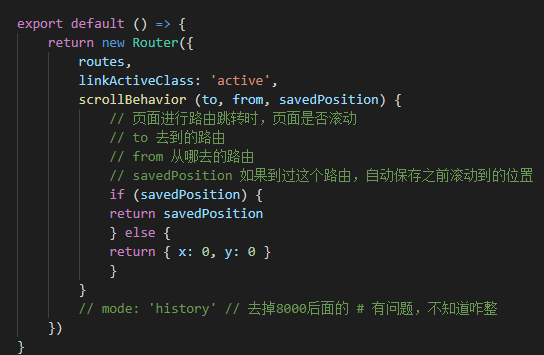 export default () => {
return new Router({
routes,
linkActiveClass: 'active',
scrollBehavior (to, from, savedPosition) {
// 页面进行路由跳转时，页面是否滚动
// to 去到的路由
// from 从哪去的路由
// savedPosition 如果到过这个路由，自动保存之前滚动到的位置
if (savedPosition) {
return savedPosition
} else {
return { x: 0, y: 0 }
}
}
// mode: 'history' // 去掉8000后面的 # 有问题，不知道咋整
})
}